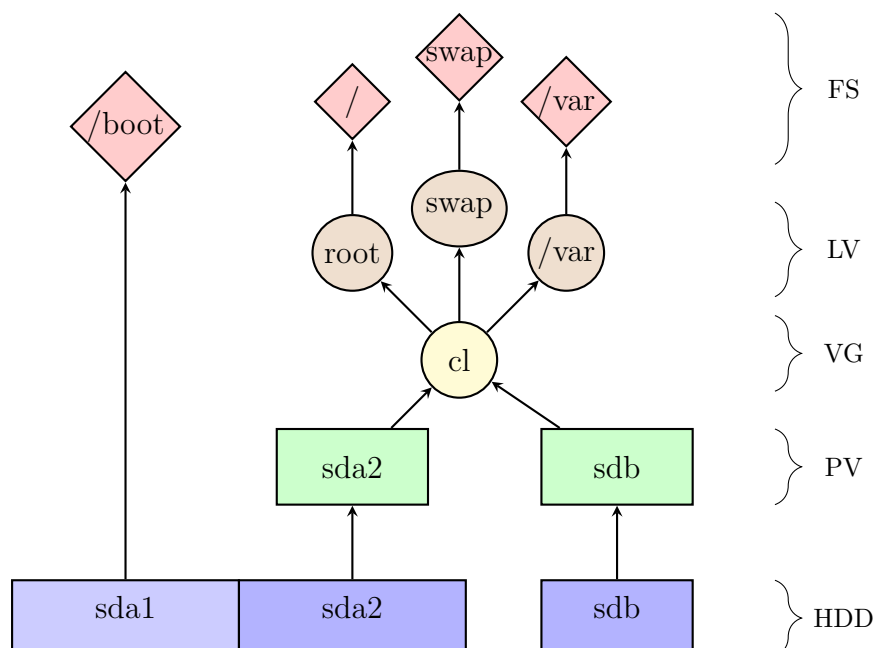 swap
FS
/boot
/
/var
swap
LV
root
/var
VG
cl
sda2
sdb
PV
sda1
sda2
sdb
HDD